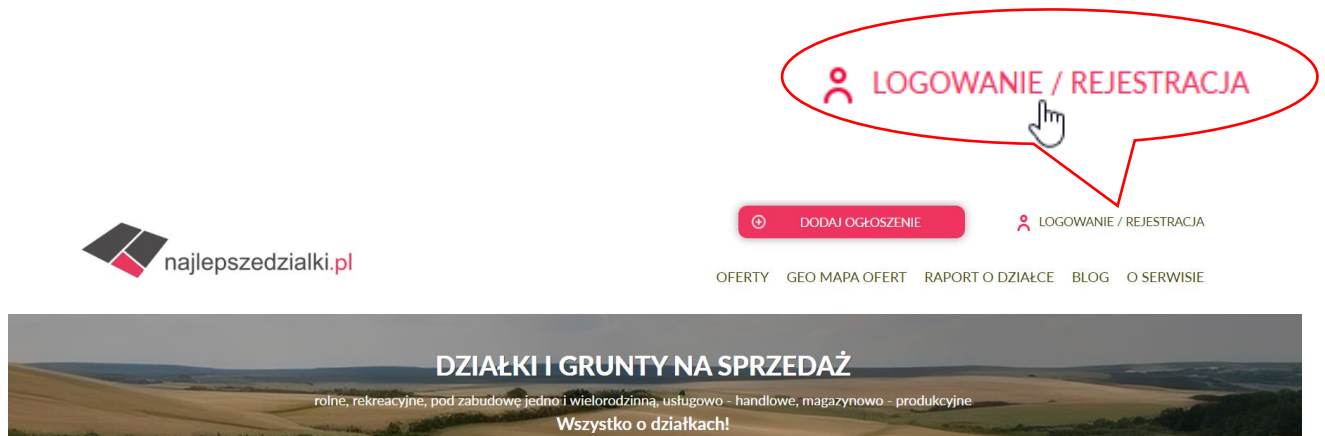 LOGOWANIE / REJESTRACJA
DODAJ OGŁOSZENIE
LOGOWANIE / REJESTRACJA
najlepszedzialki.pl
OFERTY GEO MAPA OFERT RAPORT O DZIAŁCE BLOG O SERWISIE
DZIAŁKI I GRUNTY NA SPRZEDAŻ
rolne, rekreacyjne, pod zabudowę jedno i wielorodzinną, usługowo - handlowe, magazynowo - produkcyjne
Wszystko o działkach!